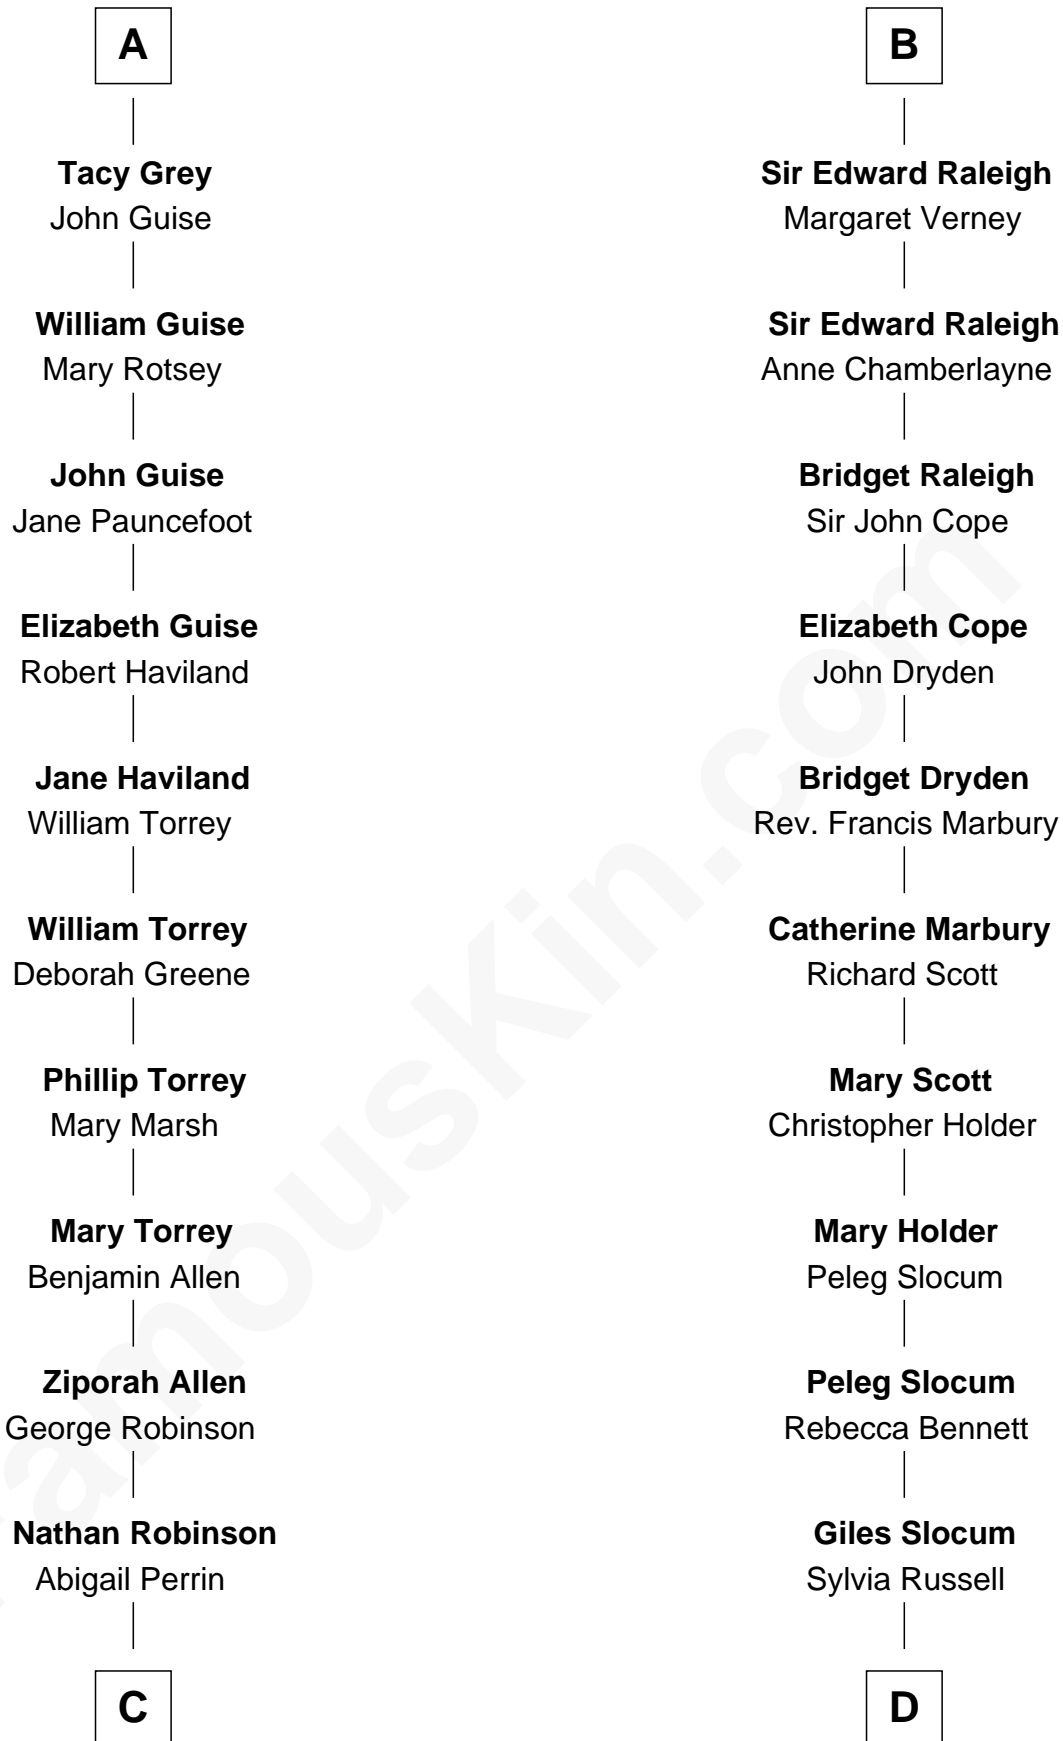 A
Tacy Grey
John Guise
William Guise
Mary Rotsey
John Guise
Jane Pauncefoot
Elizabeth Guise
Robert Haviland
Jane Haviland
William Torrey
William Torrey
Deborah Greene
Phillip Torrey
Mary Marsh
Mary Torrey
Benjamin Allen
Ziporah Allen
George Robinson
Nathan Robinson
Abigail Perrin
C
B
Sir Edward Raleigh
Margaret Verney
Sir Edward Raleigh
Anne Chamberlayne
Bridget Raleigh
Sir John Cope
Elizabeth Cope
John Dryden
Bridget Dryden
Rev. Francis Marbury
Catherine Marbury
Richard Scott
Mary Scott
Christopher Holder
Mary Holder
Peleg Slocum
Peleg Slocum
Rebecca Bennett
Giles Slocum
Sylvia Russell
D
FamousKin.com